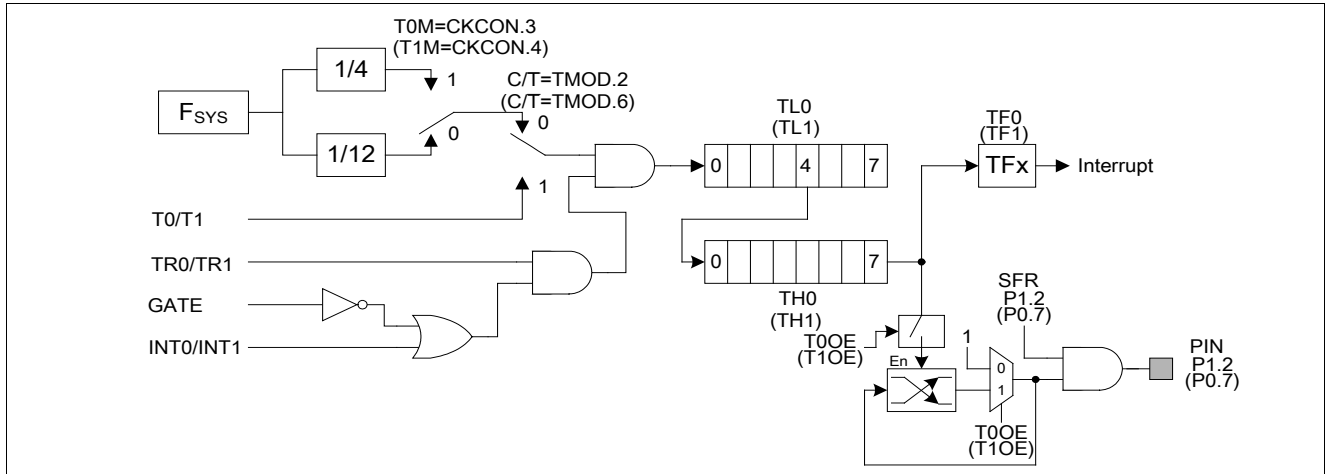 T0M=CKCON.3
(T1M=CKCON.4)
1/4
1
C/T=TMOD.2
(C/T=TMOD.6)
FSYS
0
0
TL0
(TL1)
TF0
(TF1)
1/12
0 4 7
TFx
Interrupt
1
T0/T1
TR0/TR1
0 7
GATE
TH0
(TH1)
SFR
P1.2
(P0.7)
INT0/INT1
T0OE
(T1OE)
1
PIN
P1.2
(P0.7)
En
0
1
T0OE
(T1OE)